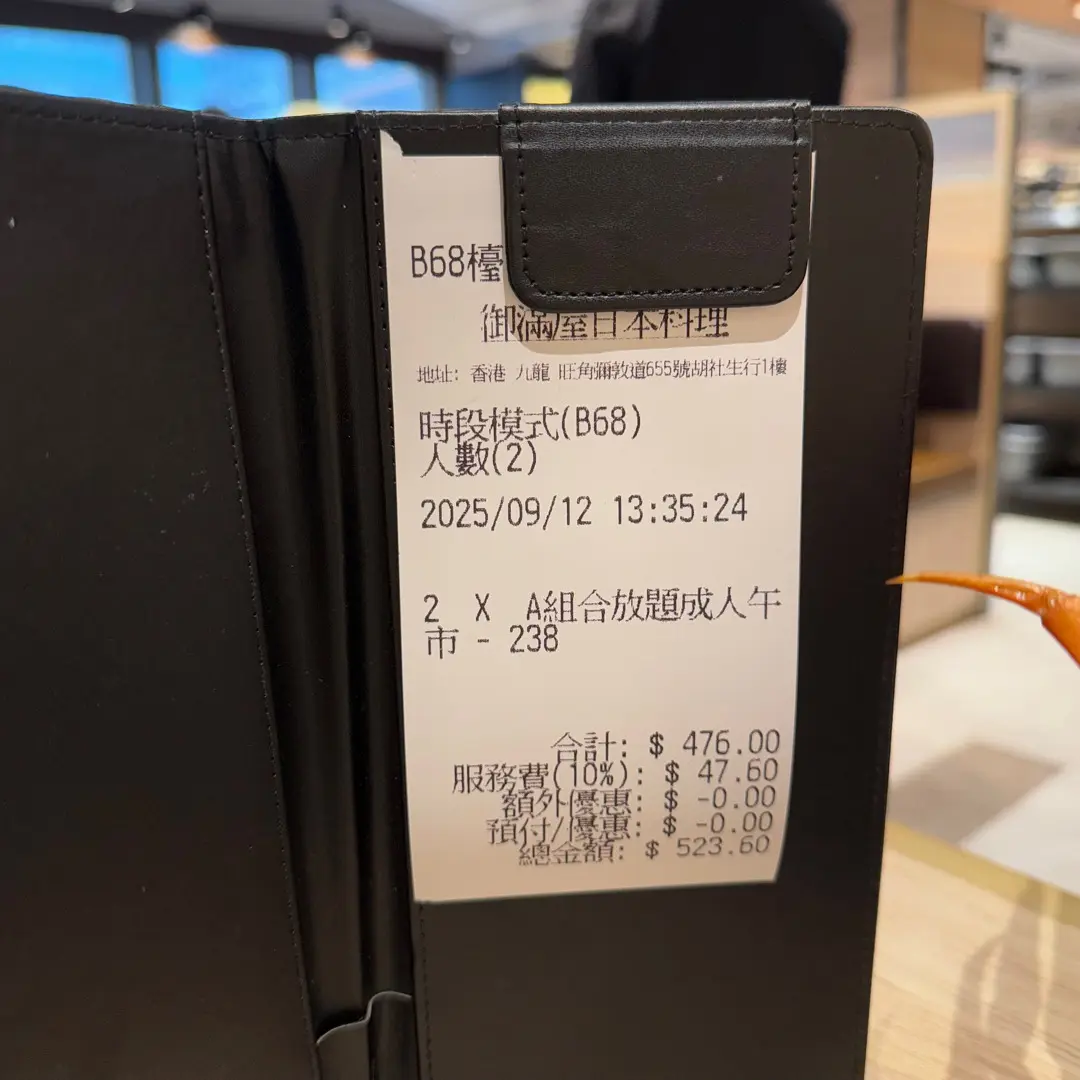 B68檯
御滿屋日本料理
地址: 香港 九龍 旺角彌敦道655號胡社生行1樓
時段模式(B68)
人數(2)
2025/09/12 13:35:24
2 X A組合放題成人午
市 - 238
合計: $ 476.00
服務費(10%): $ 47.60
額外優惠: $ -0.00
預付/優惠: $ -0.00
總金額: $ 523.60